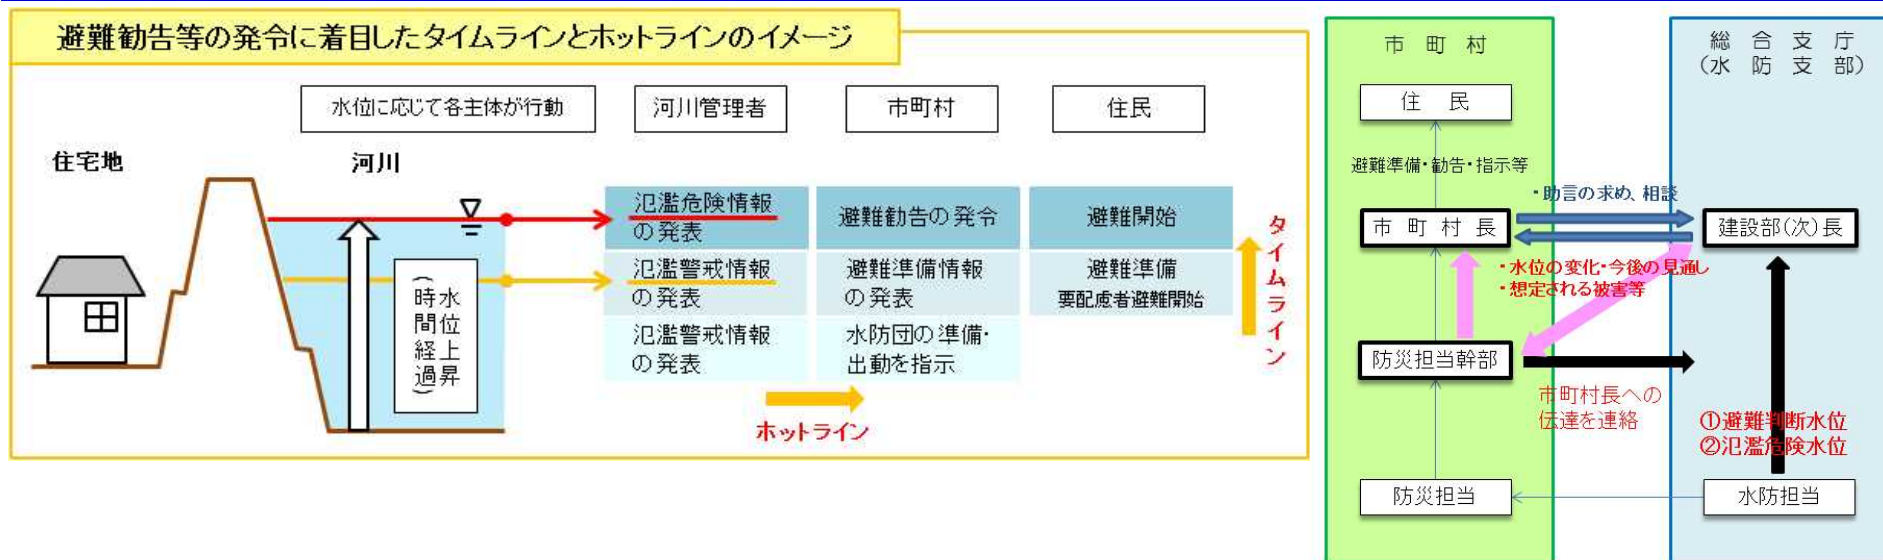 避難勧告等の発令に着目したタイムラインとホットラインのイメージ
水位に応じて各主体が行動
河川管理者
市町村
住民
住宅地
河川
氾濫危険情報
の発表
避難勧告の発令
避難開始
氾濫警戒情報
の発表
避難準備情報
の発表
避難準備
要配慮者避難開始
氾濫警戒情報
の発表
水防団の準備・
出動を指示
水位上昇
(時間経過)
タイムライン
ホットライン
市町村
総合支庁
(水防支部)
住民
避難準備・勧告・指示等
・助言の求め、相談
市町村長
建設部(次)長
・水位の変化・今後の見通し
・想定される被害等
防災担当幹部
市町村長への
伝達を連絡
①避難判断水位
②氾濫危険水位
防災担当
水防担当